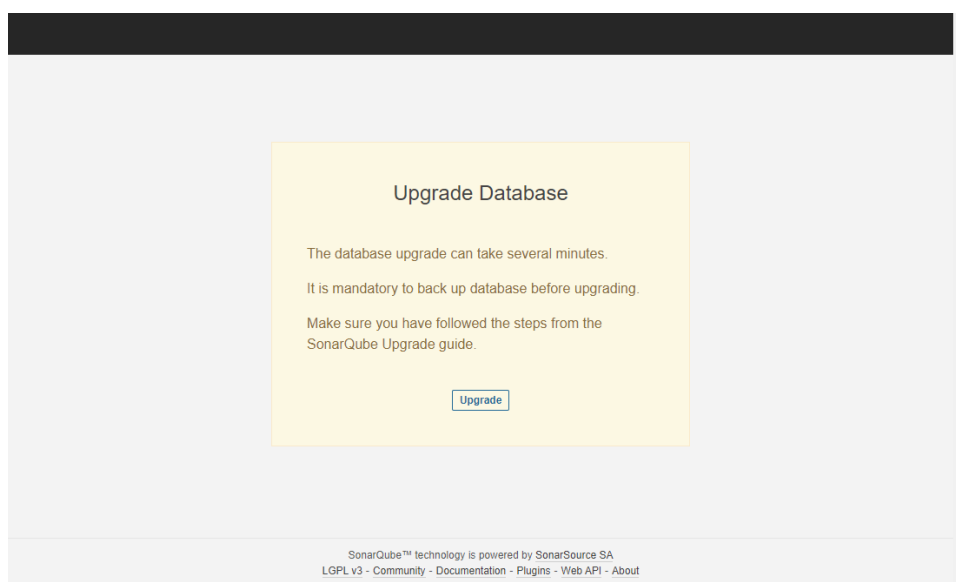 Upgrade Database
The database upgrade can take several minutes.
It is mandatory to back up database before upgrading.
Make sure you have followed the steps from the
SonarQube Upgrade guide.
Upgrade
SonarQube™ technology is powered by SonarSource SA
LGPL v3 - Community - Documentation - Plugins - Web API - About